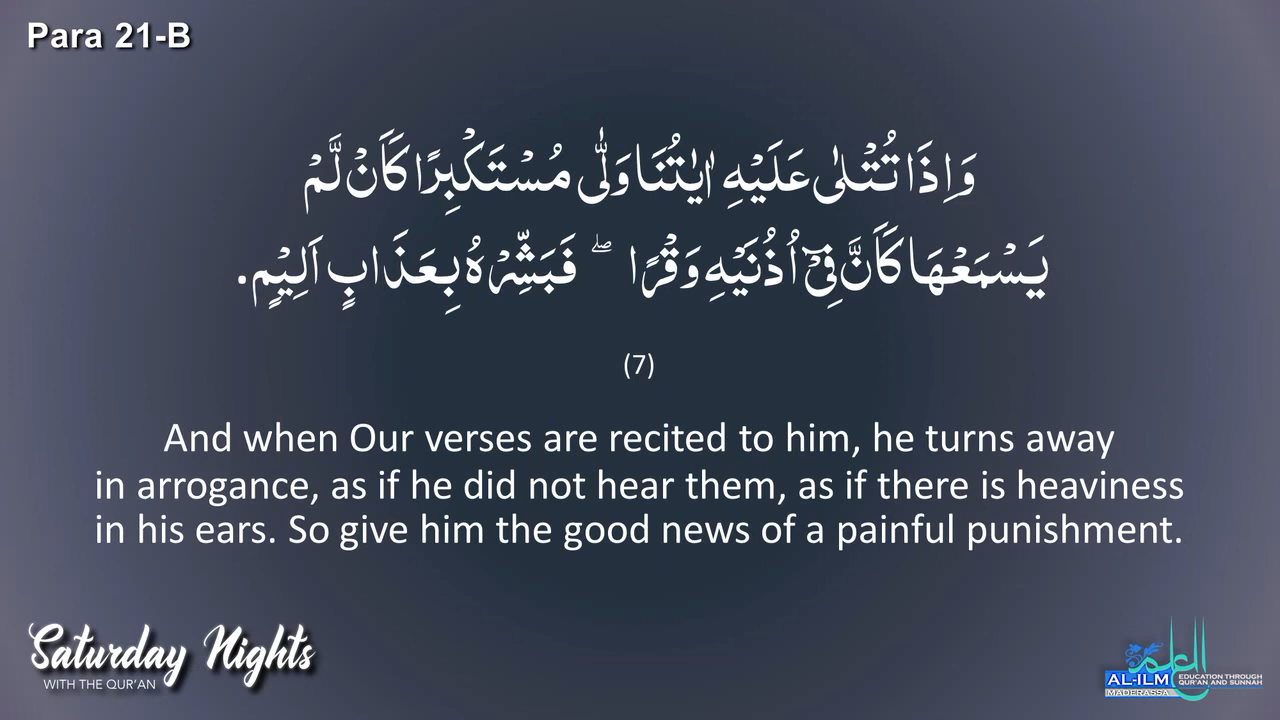 Para 21-B
وَاِذَا تُتْلٰى عَلَيْهِ اٰيٰتُنَا وَلّٰى مُسْتَكْبِرًا كَاَنْ لَّمْ
يَسْمَعْهَا كَاَنَّ فِىْٓ اُذُنَيْهِ وَقْرًا ۖ فَبَشِّرْهُ بِعَذَابٍ اَلِيْمٍ.
(7)
And when Our verses are recited to him, he turns away
in arrogance, as if he did not hear them, as if there is heaviness
in his ears. So give him the good news of a painful punishment.
Saturday Nights
WITH THE QUR'AN
العلم
AL-ILM
MADERASSA
EDUCATION THROUGH
QUR'AN AND SUNNAH